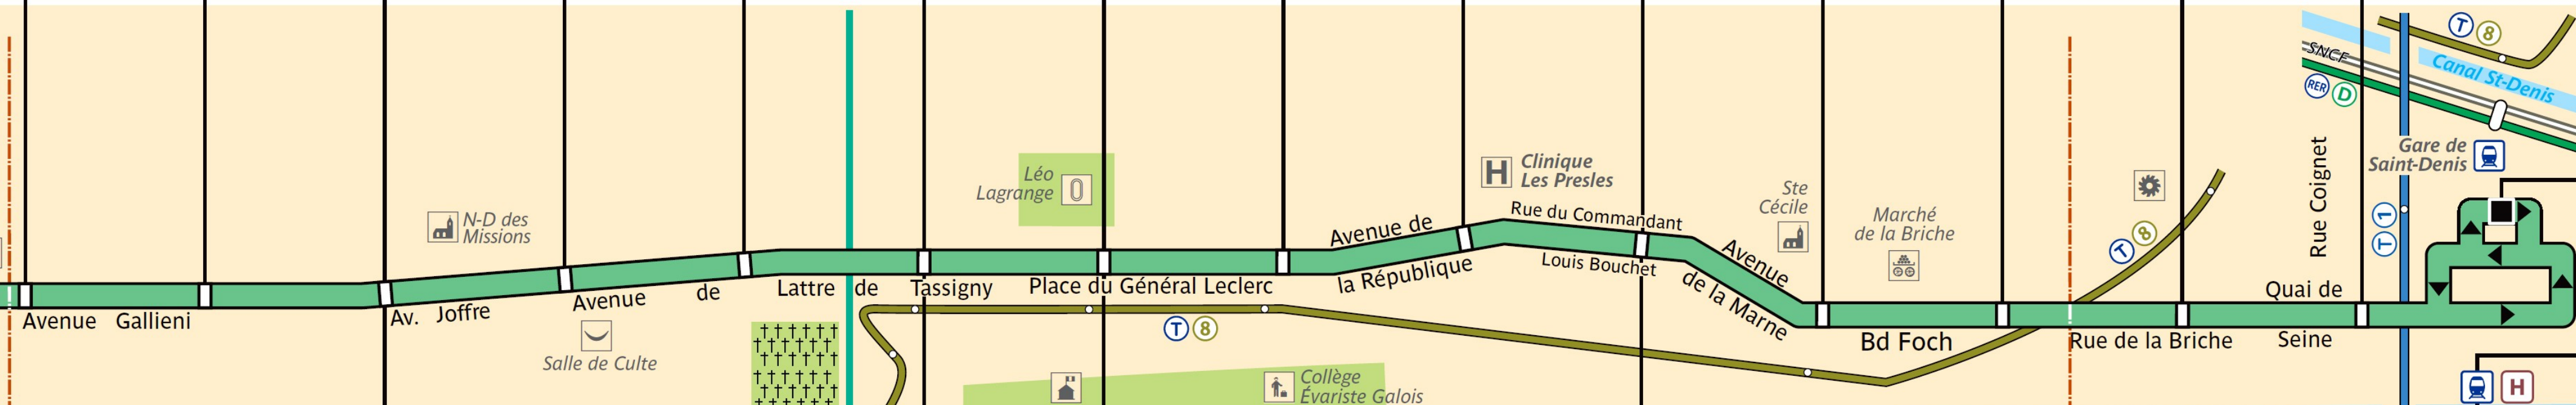 N-D des
Missions
Avenue Gallieni
Av. Joffre
Avenue de Lattre de Tassigny
Salle de Culte
Léo
Lagrange
Place du Général Leclerc
T 8
Collège
Évariste Galois
Avenue de
la République
H
Clinique
Les Presles
Rue du Commandant
Louis Bouchet
Ste
Cécile
Avenue
de la Marne
Marché
de la Briche
Bd Foch
T 8
Rue de la Briche
Quai de
Seine
Rue Coignet
SNCF
RER D
T 8
Canal St-Denis
Gare de
Saint-Denis
T 1
H